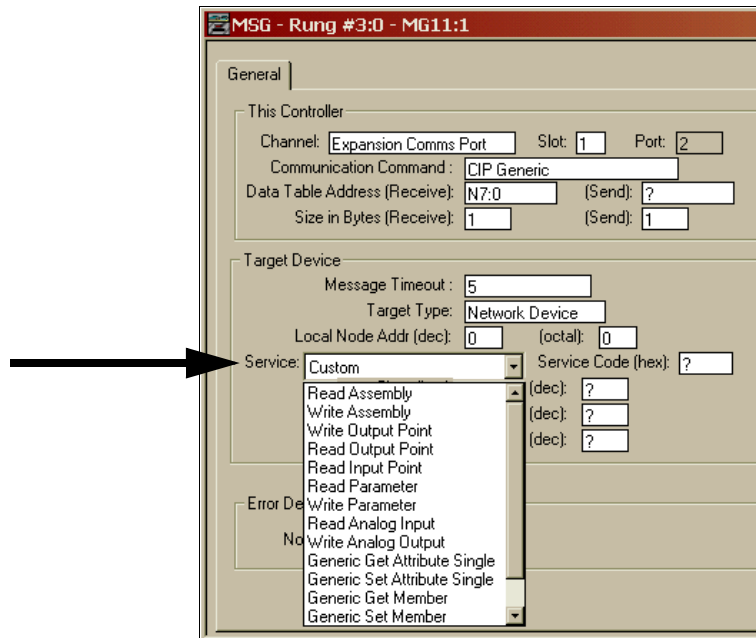 MSG - Rung #3:0 - MG11:1
General
This Controller
Channel: Expansion Comms Port Slot: 1 Port: 2
Communication Command : CIP Generic
Data Table Address (Receive): N7:0 (Send): ?
Size in Bytes (Receive): 1 (Send): 1
Target Device
Message Timeout : 5
Target Type: Network Device
Local Node Addr (dec): 0 (octal): 0
Service: Custom Service Code (hex): ?
Read Assembly (dec): ?
Write Assembly (dec): ?
Write Output Point
Read Output Point (dec): ?
Read Input Point
Read Parameter
Error De Write Parameter
Read Analog Input
No Write Analog Output
Generic Get Attribute Single
Generic Set Attribute Single
Generic Get Member
Generic Set Member